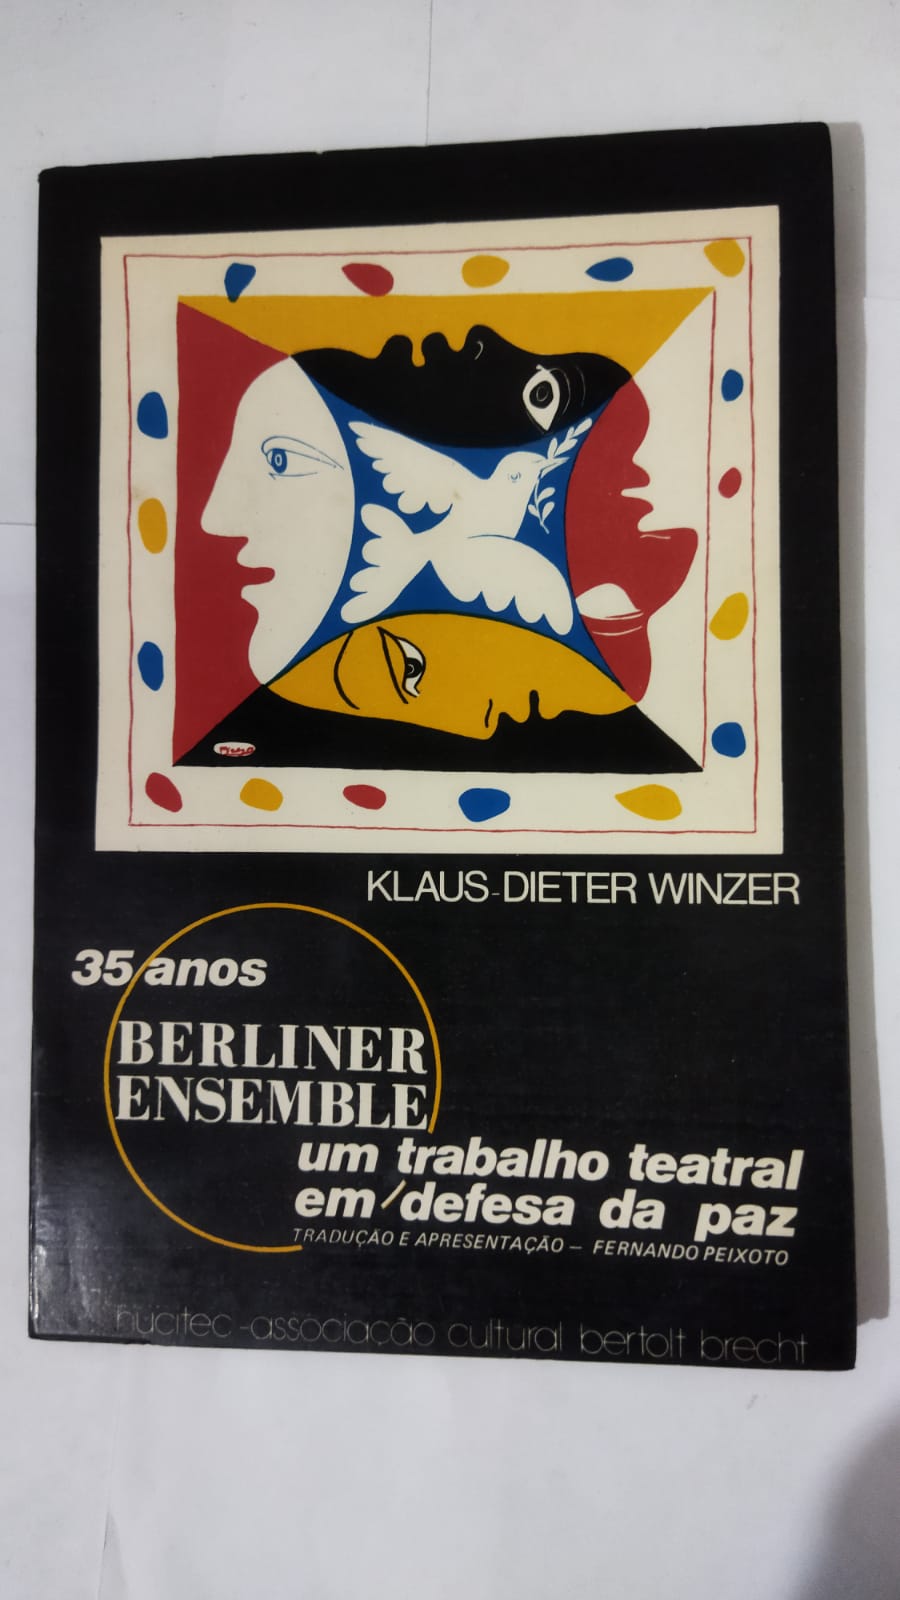 KLAUS-DIETER WINZER
35 anos
BERLINER
ENSEMBLE
um trabalho teatral
em defesa da paz
TRADUÇÃO E APRESENTAÇÃO — FERNANDO PEIXOTO
hucitec-associação cultural bertolt brecht